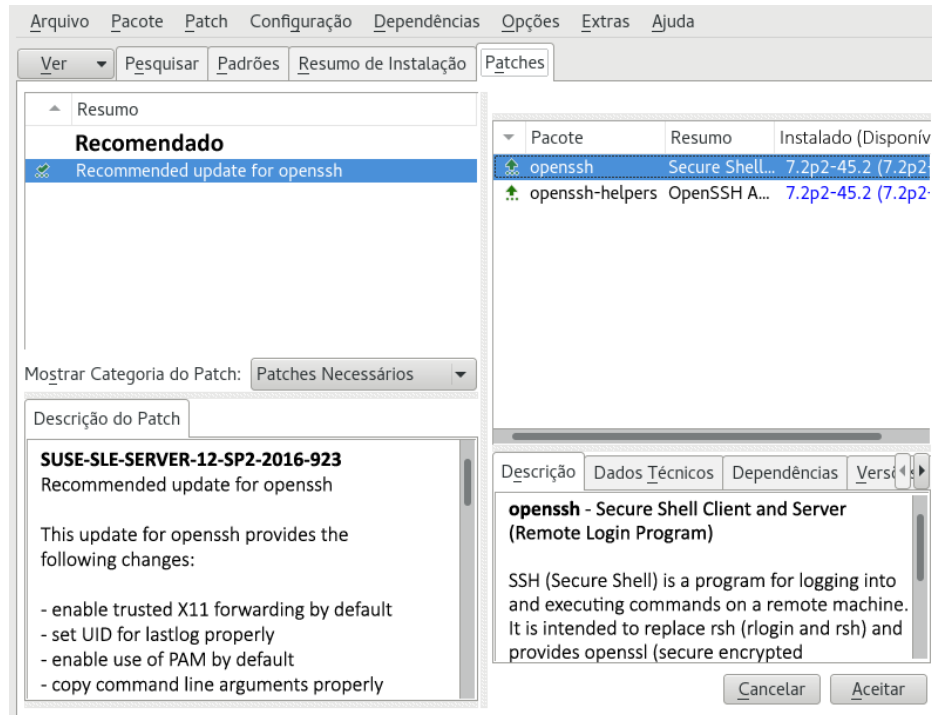 Arquivo Pacote Patch Configuração Dependências Opções Extras Ajuda
Ver Pesquisar Padrões Resumo de Instalação Patches
Resumo
Recomendado
Recommended update for openssh
Mostrar Categoria do Patch: Patches Necessários
Descrição do Patch
SUSE-SLE-SERVER-12-SP2-2016-923
Recommended update for openssh
This update for openssh provides the
following changes:
- enable trusted X11 forwarding by default
- set UID for lastlog properly
- enable use of PAM by default
- copy command line arguments properly
Pacote Resumo Instalado (Disponív
openssh Secure Shell... 7.2p2-45.2 (7.2p2-
openssh-helpers OpenSSH A... 7.2p2-45.2 (7.2p2-
Descrição Dados Técnicos Dependências
openssh - Secure Shell Client and Server
(Remote Login Program)
SSH (Secure Shell) is a program for logging into
and executing commands on a remote machine.
It is intended to replace rsh (rlogin and rsh) and
provides openssl (secure encrypted
Cancelar Aceitar